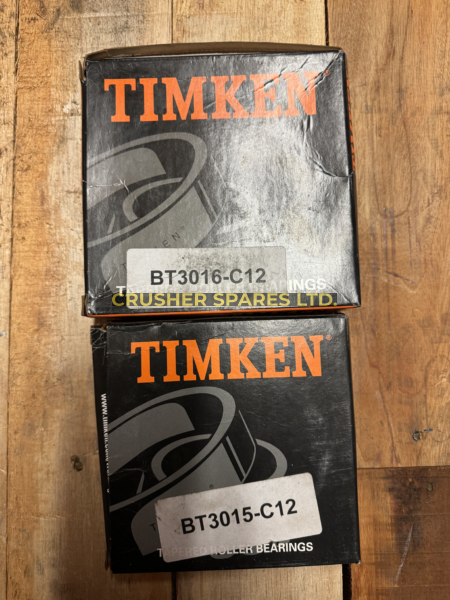 TIMKEN
BT3016-C12
CRUSHER SPARES LTD.
TIMKEN®
BT3015-C12
TAPERED ROLLER BEARINGS